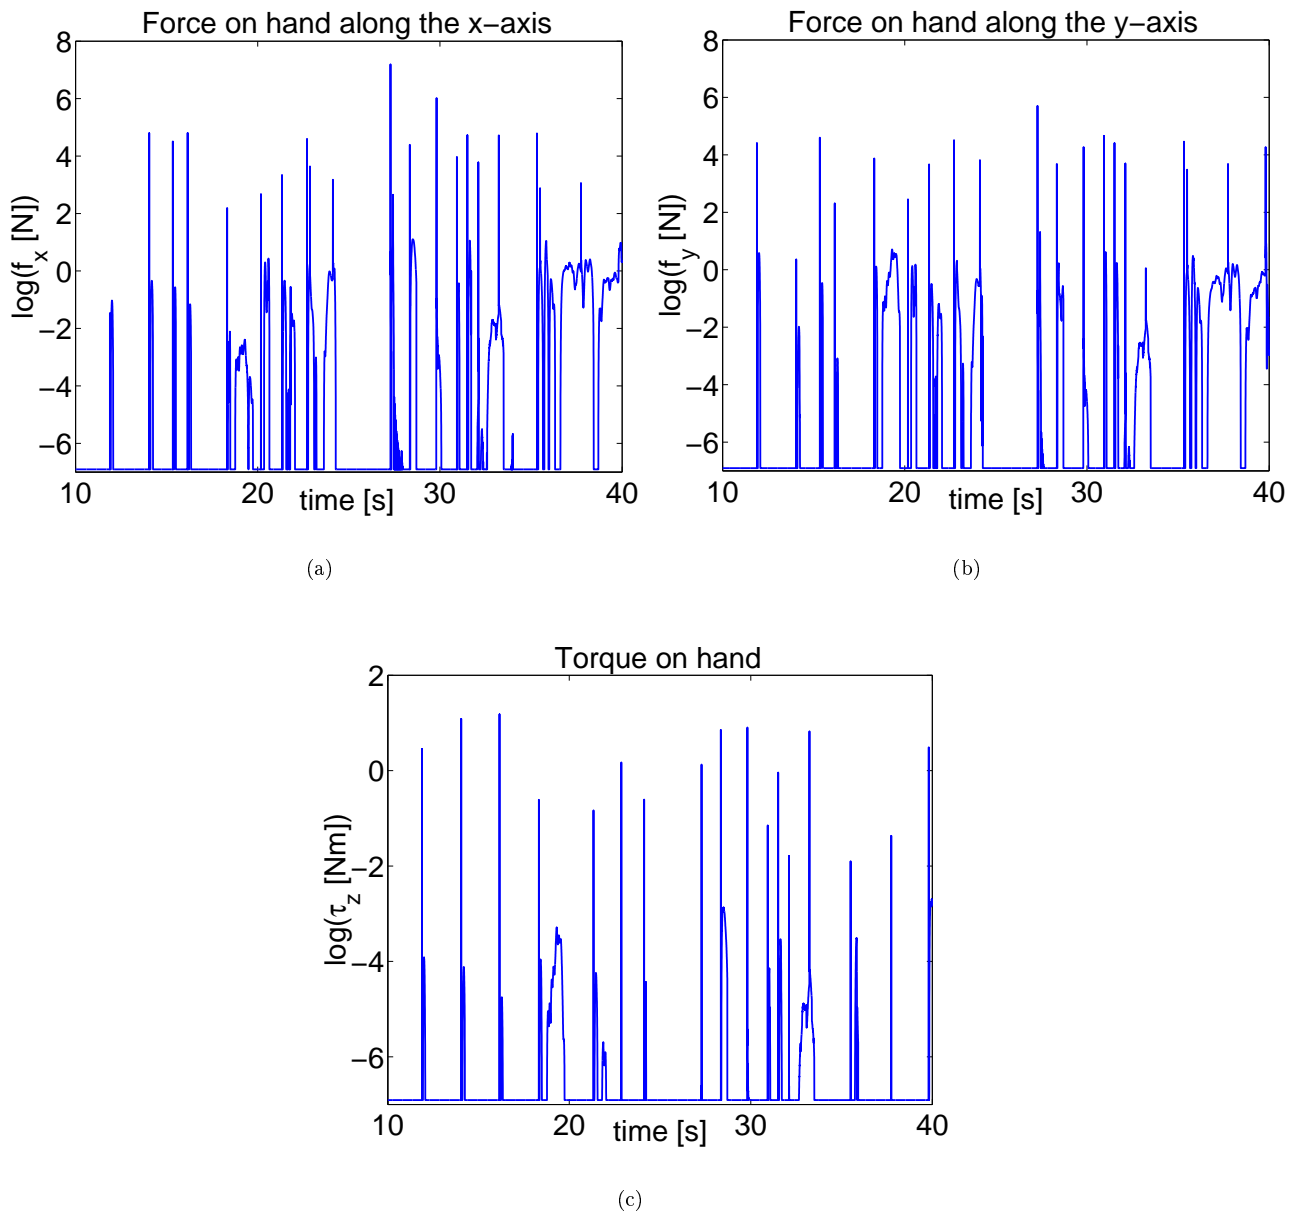 Force on hand along the x−axis
8
6
4
2
0
−2
−4
−6
log(f_x [N])
10 20 30 40
time [s]
(a)
Force on hand along the y−axis
8
6
4
2
0
−2
−4
−6
log(f_y [N])
10 20 30 40
time [s]
(b)
Torque on hand
2
0
−2
−4
−6
log(τ_z [Nm])
10 20 30 40
time [s]
(c)